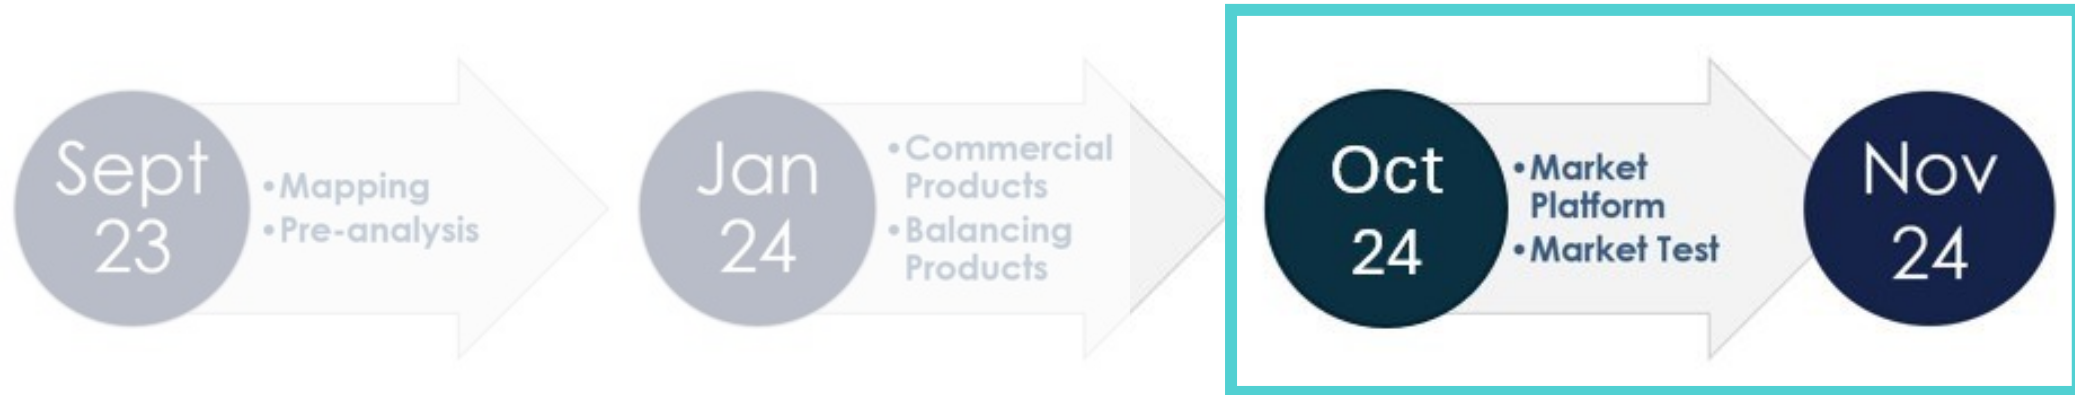 Sept
23
•Mapping
•Pre-analysis
Jan
24
•Commercial
Products
•Balancing
Products
Oct
24
•Market
Platform
•Market Test
Nov
24